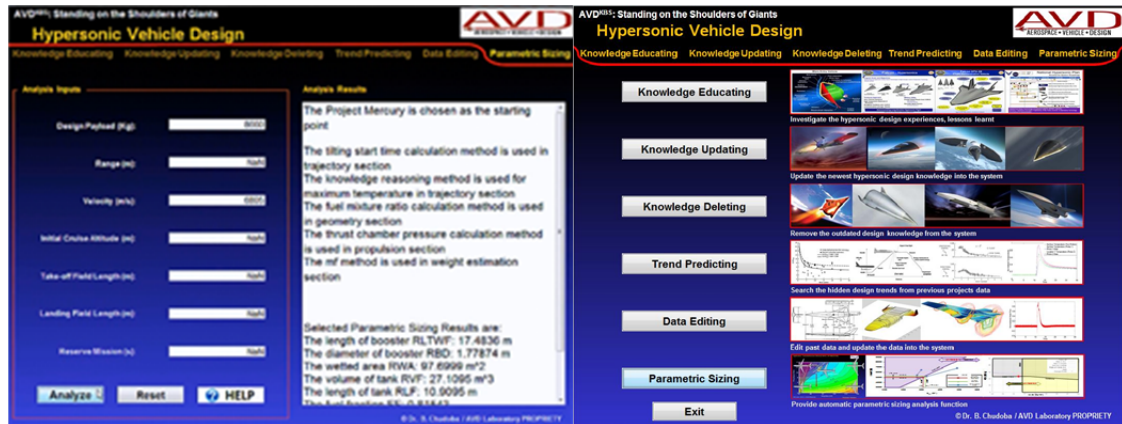 AVDKBS: Standing on the Shoulders of Giants
Hypersonic Vehicle Design
AVD
AEROSPACE • VEHICLE • DESIGN
Knowledge Educating Knowledge Updating Knowledge Deleting Trend Predicting Data Editing Parametric Sizing
Analysis Inputs
Design Payload (Kg):
Range (m): NaN
Velocity (m/s):
Initial Cruise Altitude (m): NaN
Take-off Field Length (m): NaN
Landing Field Length (m): NaN
Reserve Mission (s): NaN
Analyze Reset HELP
Analysis Results
The Project Mercury is chosen as the starting
point
The tilting start time calculation method is used in
trajectory section
The knowledge reasoning method is used for
maximum temperature in trajectory section
The fuel mixture ratio calculation method is used
in geometry section
The thrust chamber pressure calculation method
is used in propulsion section
The mf method is used in weight estimation
section
Selected Parametric Sizing Results are:
The length of booster RLTWF: 17.4836 m
The diameter of booster RBD: 1.77874 m
The wetted area RWA: 97.6999 m^2
The volume of tank RVF: 27.1095 m^3
The length of tank RLF: 10.9095 m
© Dr. B. Chudoba / AVD Laboratory PROPRIETY
AVDKBS: Standing on the Shoulders of Giants
Hypersonic Vehicle Design
AVD
AEROSPACE • VEHICLE • DESIGN
Knowledge Educating Knowledge Updating Knowledge Deleting Trend Predicting Data Editing Parametric Sizing
Knowledge Educating
Investigate the hypersonic design experiences, lessons learnt
Knowledge Updating
Update the newest hypersonic design knowledge into the system
Knowledge Deleting
Remove the outdated design knowledge from the system
Trend Predicting
Search the hidden design trends from previous projects data
Data Editing
Edit past data and update the data into the system
Parametric Sizing
Provide automatic parametric sizing analysis function
Exit
© Dr. B. Chudoba / AVD Laboratory PROPRIETY